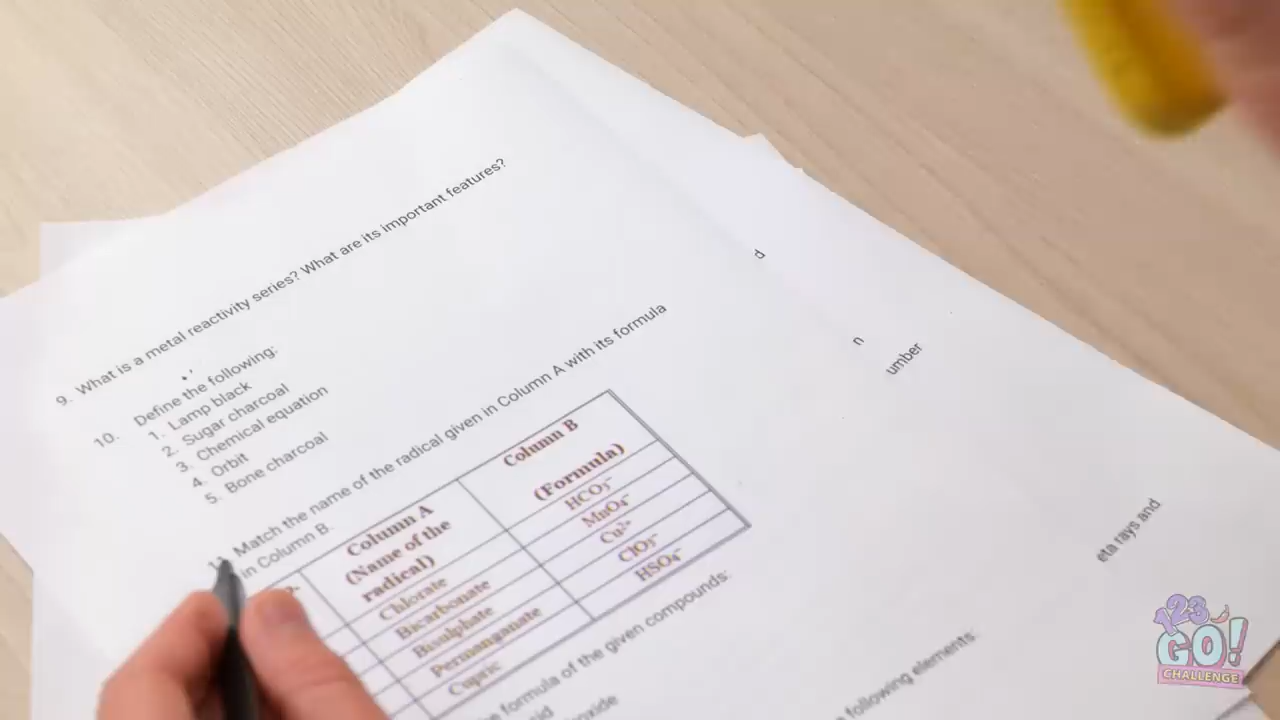 9. What is a metal reactivity series? What are its important features?
10. Define the following:
1. Lamp black
2. Sugar charcoal
3. Chemical equation
4. Orbit
5. Bone charcoal
Match the name of the radical given in Column A with its formula
in Column B.
Column A
(Name of the
radical)
Column B
(Formula)
Chlorate HCO₃⁻
Bicarbonate MnO₄⁻
Bisulphate Cu²⁺
Permanganate ClO₃⁻
Cupric HSO₄⁻
formula of the given compounds:
d
n
umber
eta rays and
following elements:
123
GO!
CHALLENGE